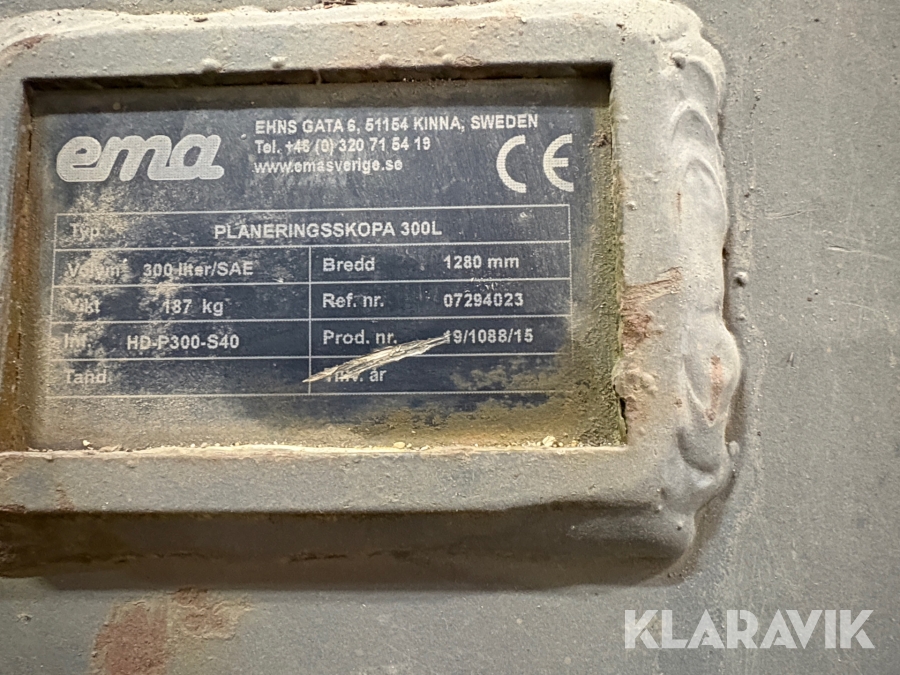 ema
EHNS GATA 6, 51154 KINNA, SWEDEN
Tel. +46 (0) 320 71 54 19
www.emasverige.se
CE
Typ PLANERINGSSKOPA 300L
Volym 300 liter/SAE Bredd 1280 mm
Vikt 187 kg Ref. nr. 07294023
Inf. HD-P300-S40 Prod. nr. 19/1088/15
Tand Tillv. år
KLARAVIK